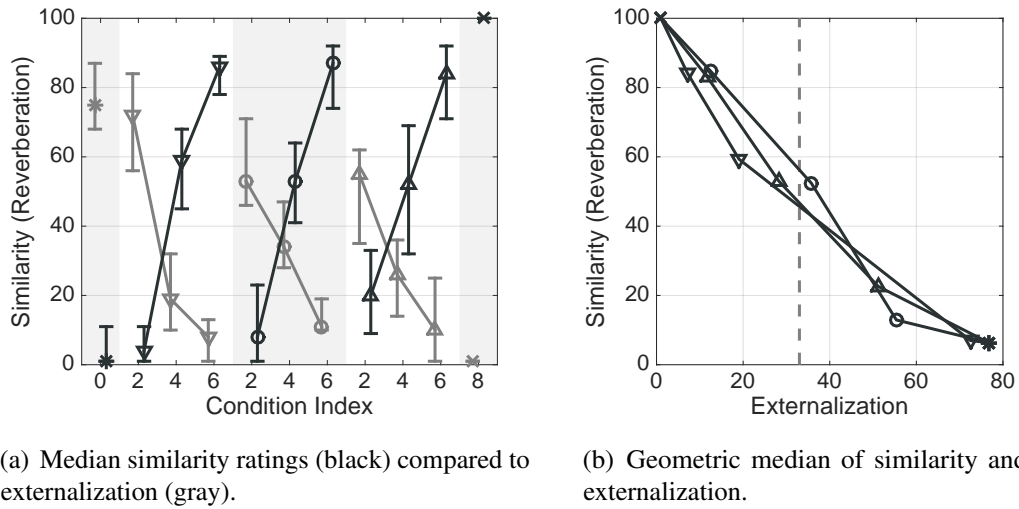 100
80
60
40
20
0
Similarity (Reverberation)
0 2 4 6 2 4 6 2 4 6 8
Condition Index
100
80
60
40
20
0
Similarity (Reverberation)
0 20 40 60 80
Externalization
(a) Median similarity ratings (black) compared to
externalization (gray).
(b) Geometric median of similarity and
externalization.